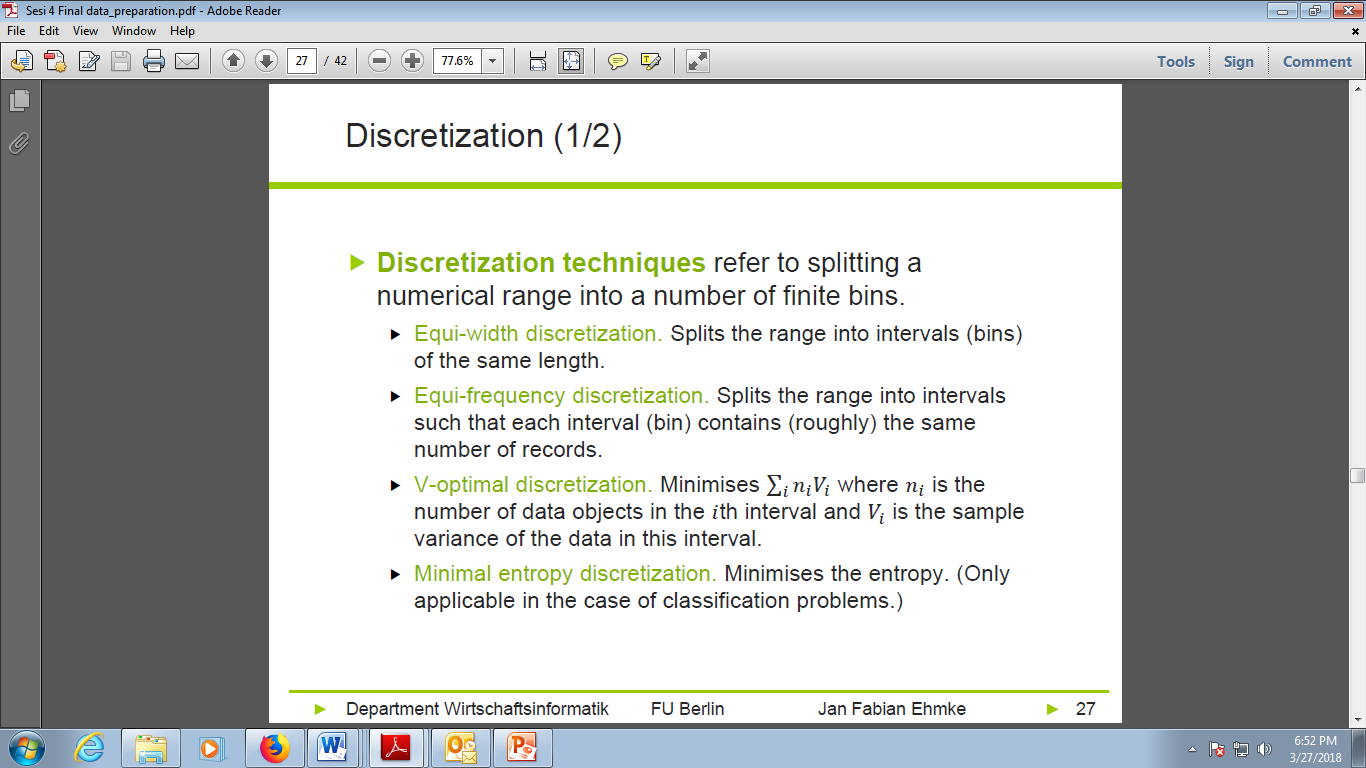 Sesi 4 Final data_preparation.pdf - Adobe Reader
File Edit View Window Help
27 / 42 77.6% Tools Sign Comment
Discretization (1/2)
Discretization techniques refer to splitting a
numerical range into a number of finite bins.
Equi-width discretization. Splits the range into intervals (bins)
of the same length.
Equi-frequency discretization. Splits the range into intervals
such that each interval (bin) contains (roughly) the same
number of records.
V-optimal discretization. Minimises ∑ᵢ 𝑛ᵢ𝑉ᵢ where 𝑛ᵢ is the
number of data objects in the 𝑖th interval and 𝑉ᵢ is the sample
variance of the data in this interval.
Minimal entropy discretization. Minimises the entropy. (Only
applicable in the case of classification problems.)
Department Wirtschaftsinformatik FU Berlin Jan Fabian Ehmke 27
6:52 PM
3/27/2018